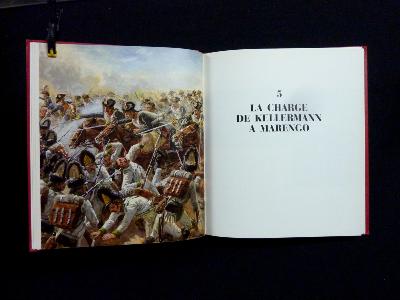 5
LA CHARGE
DE KELLERMANN
A MARENGO